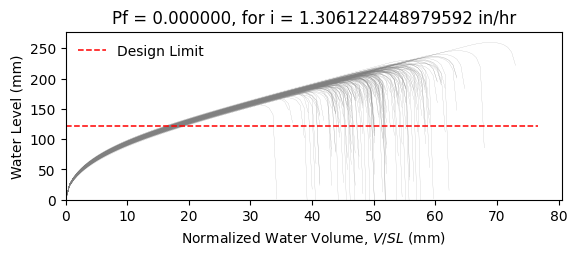 Pf = 0.000000, for i = 1.306122448979592 in/hr
Water Level (mm)
250
200
150
100
50
0
Design Limit
0 10 20 30 40 50 60 70 80
Normalized Water Volume, V/SL (mm)